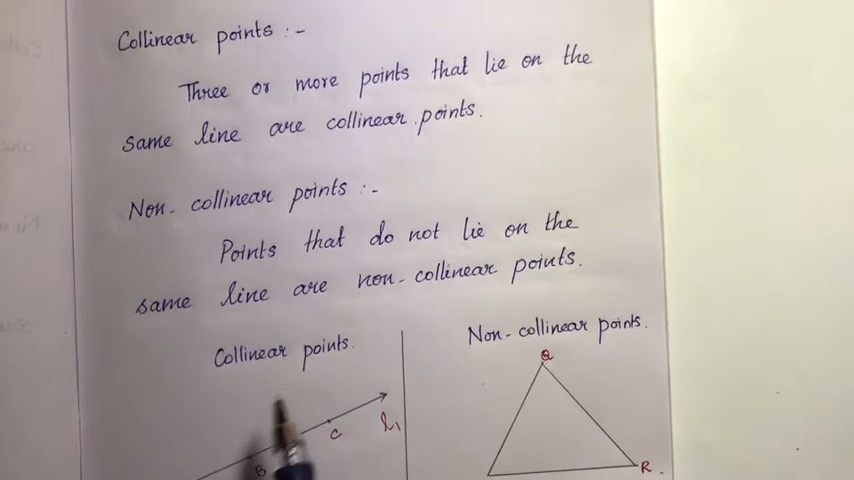 Collinear points :-
Three or more points that lie on the
same line are collinear points.
Non-collinear points :-
Points that do not lie on the
same line are non-collinear points.
Collinear points.
Non-collinear points.
Q
l₁
C
B
R.